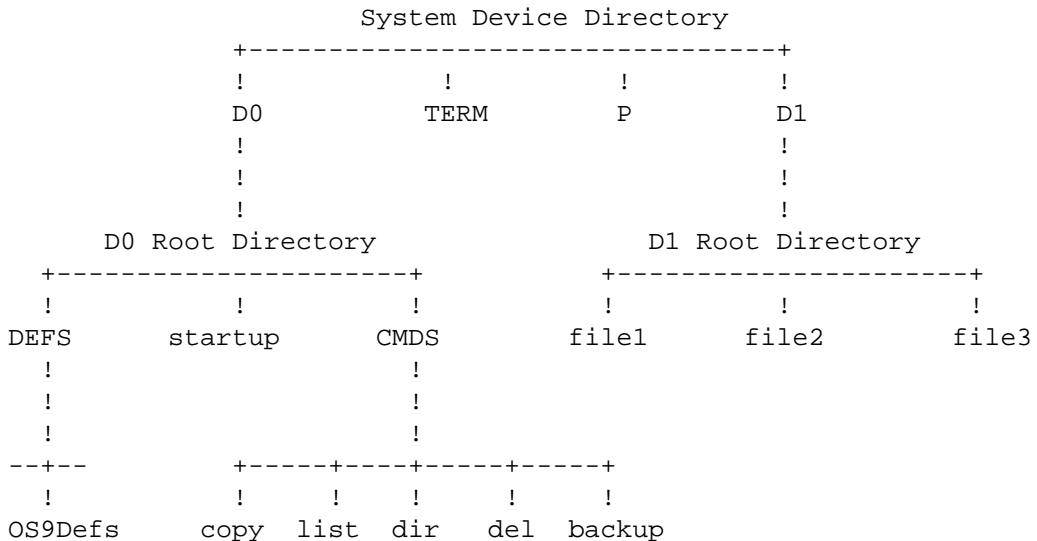 System Device Directory
+---------------------------------+
! ! ! !
D0 TERM P D1
! !
! !
! !
D0 Root Directory D1 Root Directory
+----------------------+ +----------------------+
! ! ! ! ! !
DEFS startup CMDS file1 file2 file3
! !
! !
! !
--+-- +-----+----+-----+-----+
! ! ! ! ! !
OS9Defs copy list dir del backup